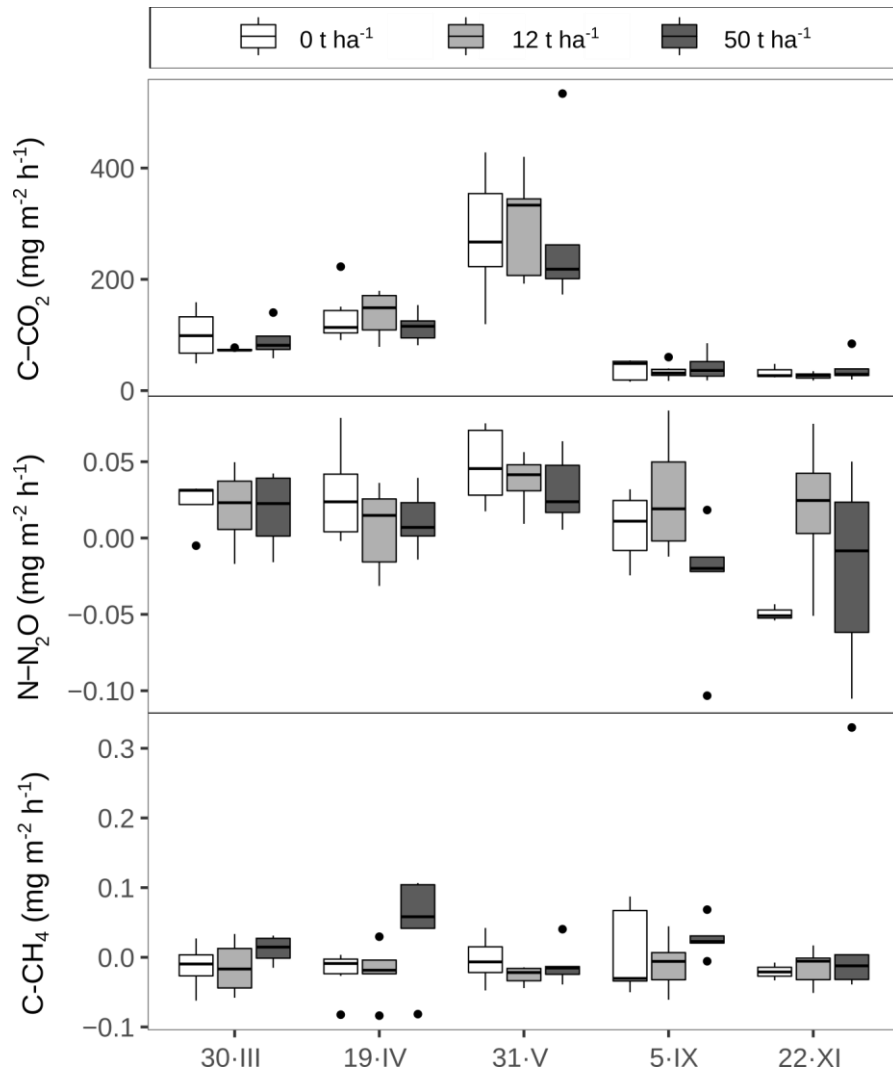 0 t ha⁻¹ 12 t ha⁻¹ 50 t ha⁻¹
C−CO₂ (mg m⁻² h⁻¹)
400
200
0
N−N₂O (mg m⁻² h⁻¹)
0.05
0.00
−0.05
−0.10
C-CH₄ (mg m⁻² h⁻¹)
0.3
0.2
0.1
0.0
−0.1
30·III 19·IV 31·V 5·IX 22·XI